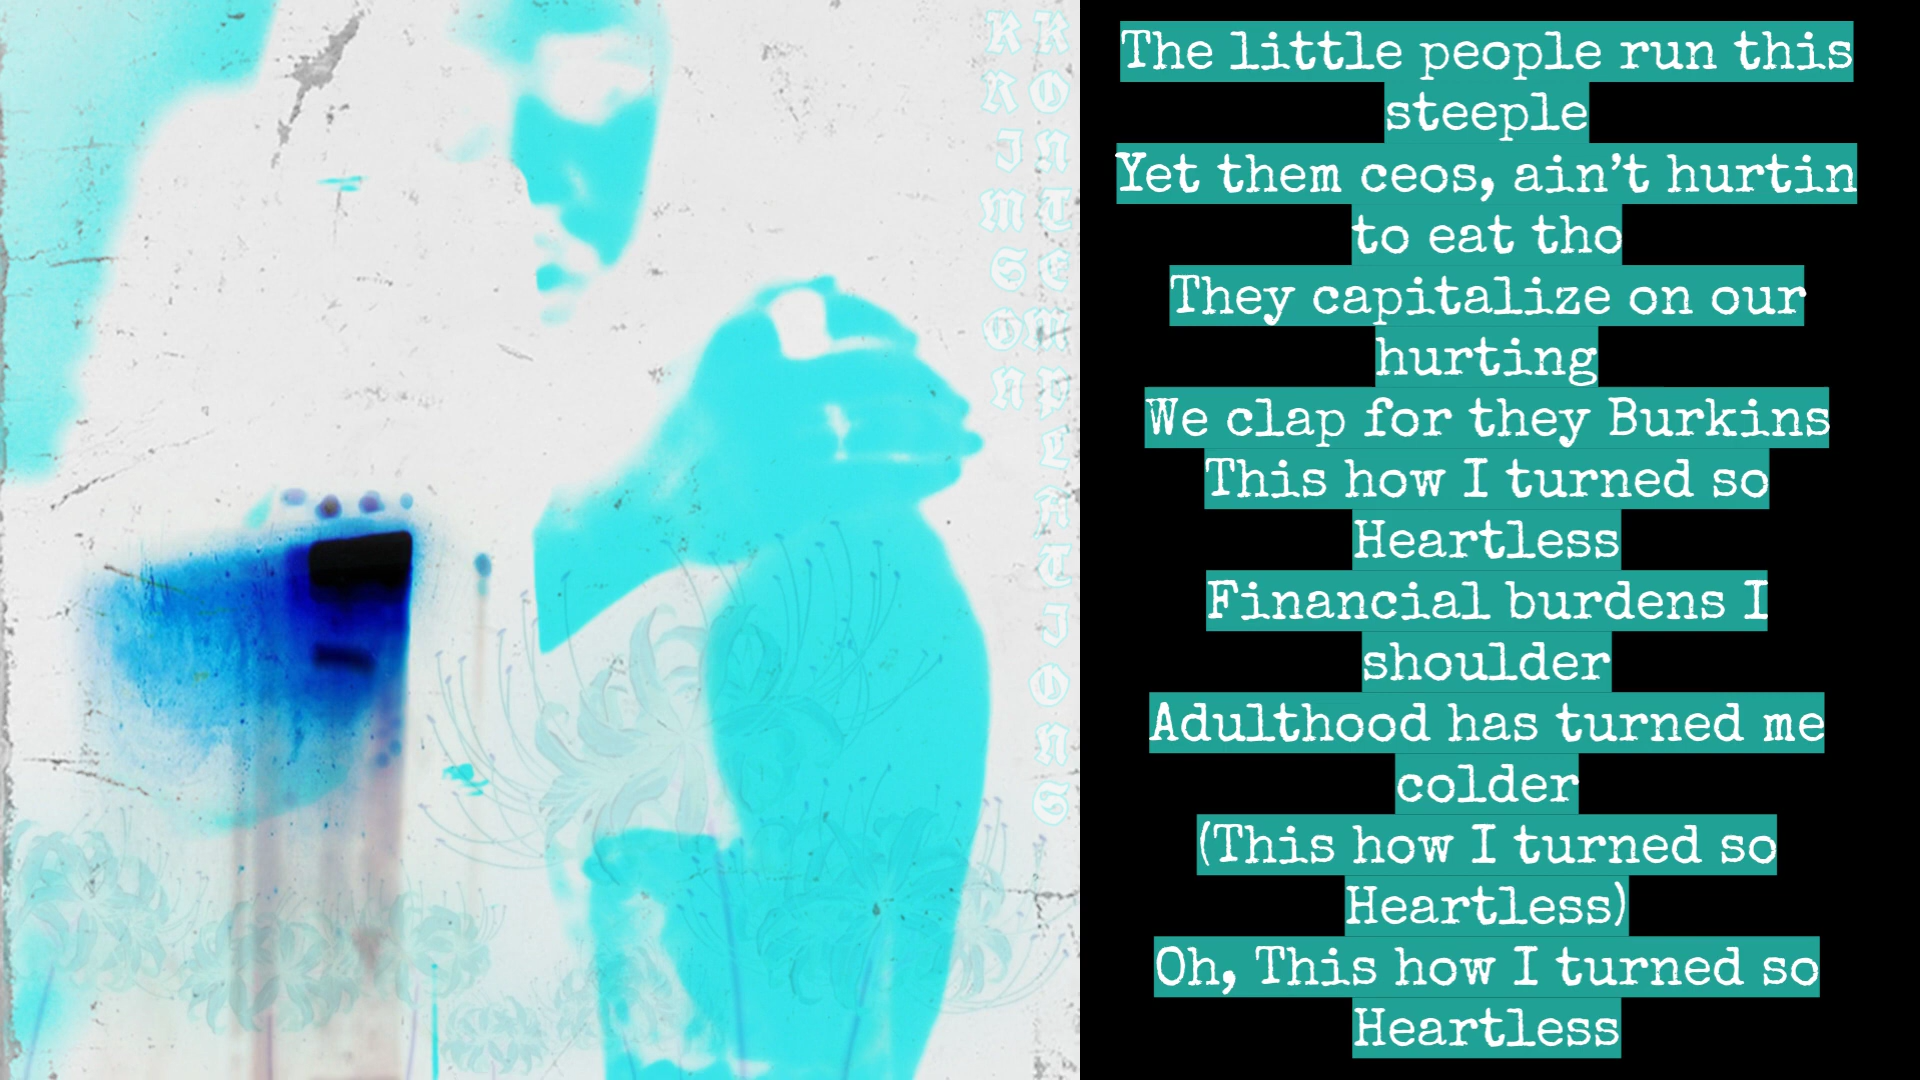 KRIMSON
KONTEMPLATIONS
The little people run this
steeple
Yet them ceos, ain't hurtin
to eat tho
They capitalize on our
hurting
We clap for they Burkins
This how I turned so
Heartless
Financial burdens I
shoulder
Adulthood has turned me
colder
(This how I turned so
Heartless)
Oh, This how I turned so
Heartless